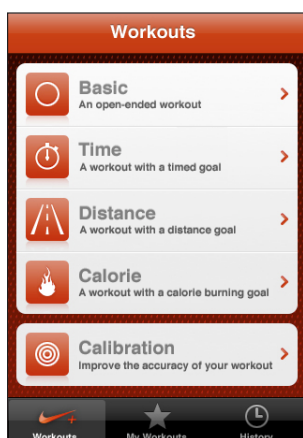 Workouts
Basic
An open-ended workout
Time
A workout with a timed goal
Distance
A workout with a distance goal
Calorie
A workout with a calorie burning goal
Calibration
Improve the accuracy of your workout
Workouts My Workouts History